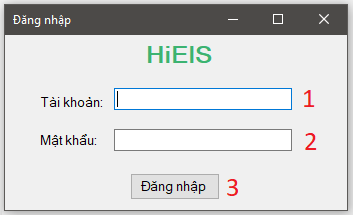 Đăng nhập
HiEIS
Tài khoản: 1
Mật khẩu: 2
Đăng nhập 3